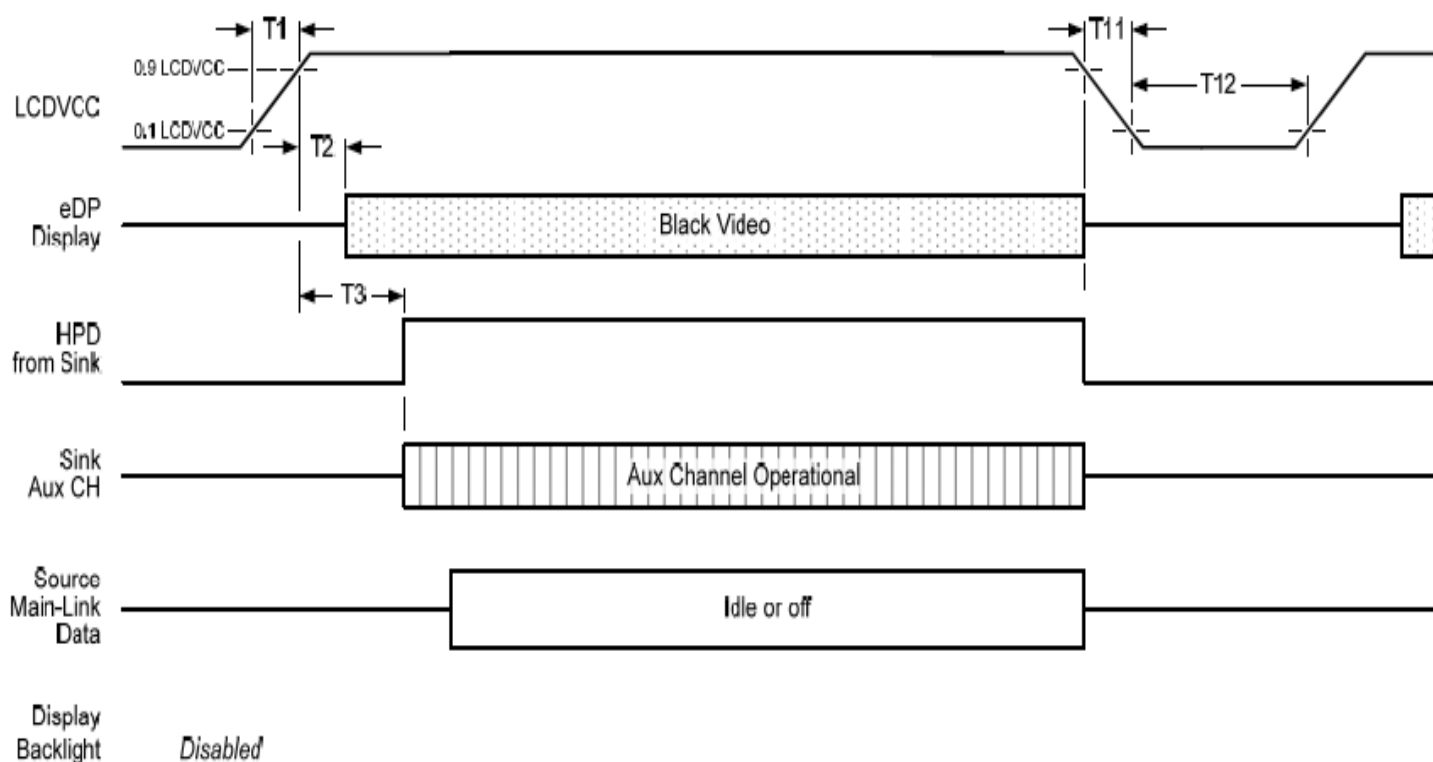 T1
T11
0.9 LCDVCC
LCDVCC
T12
0.1 LCDVCC
T2
eDP
Display
Black Video
T3
HPD
from Sink
Sink
Aux CH
Aux Channel Operational
Source
Main-Link
Data
Idle or off
Display
Backlight
Disabled